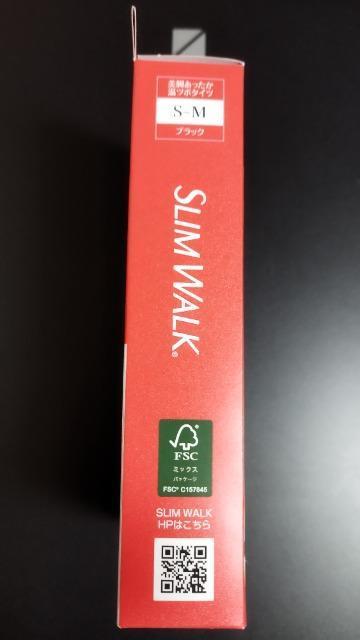 美脚あったか
温ツボタイツ
S-M
ブラック
SLIM WALK®
FSC
ミックス
パッケージ
FSC® C157845
SLIM WALK
HPはこちら